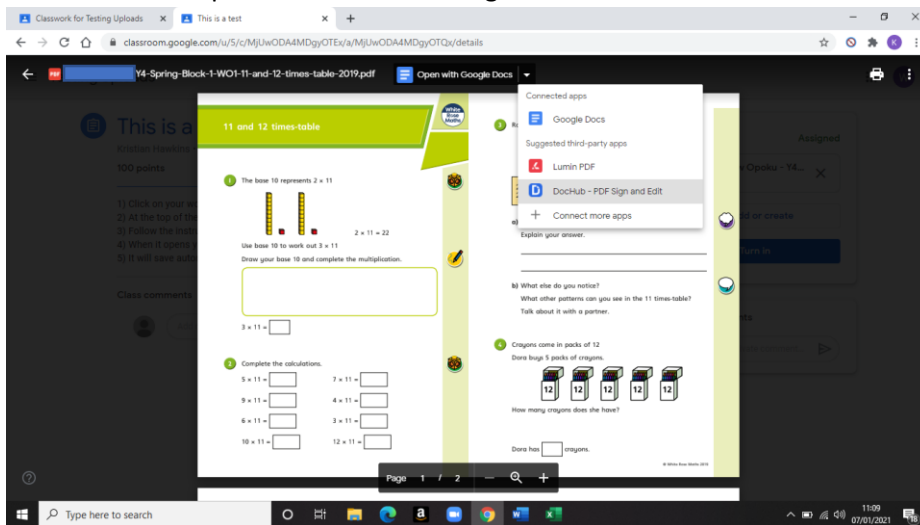 Classwork for Testing Uploads
This is a test
classroom.google.com/u/5/c/MjUwODA4MDgyOTEx/a/MjUwODA4MDgyOTQx/details
PDF
Y4-Spring-Block-1-WO1-11-and-12-times-table-2019.pdf
Open with Google Docs
Connected apps
Google Docs
Suggested third-party apps
Lumin PDF
DocHub - PDF Sign and Edit
Connect more apps
This is a
Kristian Hawkins
100 points
1) Click on your
2) At the top of the
3) Follow the
4) When it opens
5) It will save
Class comments
Assigned
Opoku - Y4...
or create
Turn in
11 and 12 times-table
White
Rose
Maths
1
The base 10 represents 2 × 11
2 × 11 = 22
Use base 10 to work out 3 × 11
Draw your base 10 and complete the multiplication.
3 × 11 =
2
Complete the calculations.
5 × 11 =
7 × 11 =
9 × 11 =
4 × 11 =
6 × 11 =
3 × 11 =
10 × 11 =
12 × 11 =
3
a)
Explain your answer.
b) What else do you notice?
What other patterns can you see in the 11 times-table?
Talk about it with a partner.
4
Crayons come in packs of 12
Dora buys 5 packs of crayons.
12
12
12
12
12
How many crayons does she have?
Dora has
crayons.
© White Rose Maths 2019
Page 1 / 2
Type here to search
11:09
07/01/2021